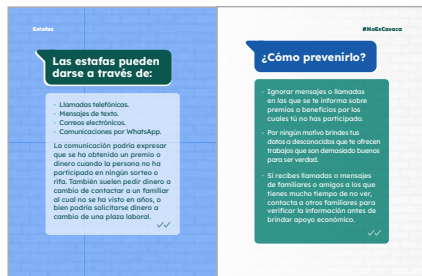 Estafas
Las estafas pueden
darse a través de:
· Llamadas telefónicas.
· Mensajes de texto.
· Correos electrónicos.
· Comunicaciones por WhatsApp.
La comunicación podría expresar
que se ha obtenido un premio o
dinero cuando la persona no ha
participado en ningún sorteo o
rifa. También suelen pedir dinero a
cambio de contactar a un familiar
al cual no se ha visto en años, o
bien podría solicitarse dinero a
cambio de una plaza laboral.
#NoEsCasaca
¿Cómo prevenirlo?
· Ignorar mensajes o llamadas
en las que se te informa sobre
premios o beneficios por los
cuales tú no has participado.
· Por ningún motivo brindes tus
datos a desconocidos que te ofrecen
trabajos que son demasiado buenos
para ser verdad.
· Si recibes llamadas o mensajes
de familiares o amigos a los que
tienes mucho tiempo de no ver,
contacta a otros familiares para
verificar la información antes de
brindar apoyo económico.